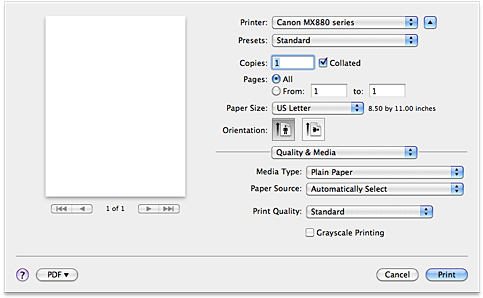 Printer: Canon MX880 series
Presets: Standard
Copies: 1 Collated
Pages: All
From: 1 to: 1
Paper Size: US Letter 8.50 by 11.00 inches
Orientation:
Quality & Media
Media Type: Plain Paper
Paper Source: Automatically Select
1 of 1
Print Quality: Standard
Grayscale Printing
? PDF ▾ Cancel Print